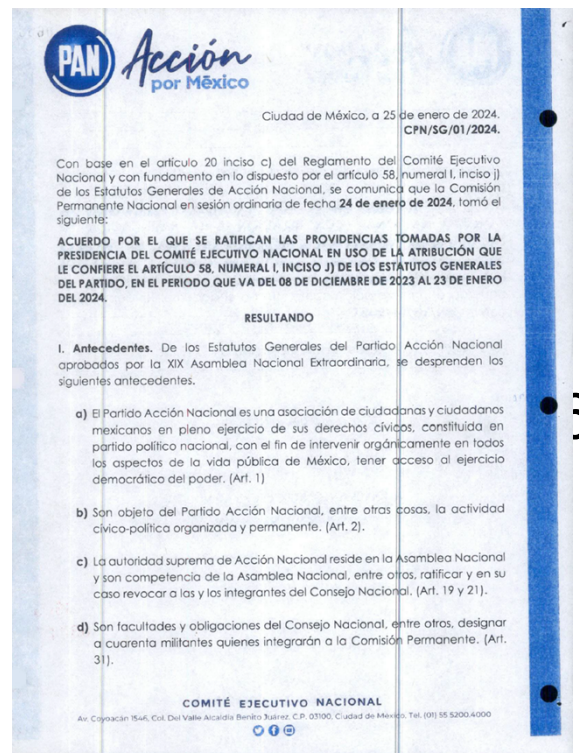 PAN Acción
por México
Ciudad de México, a 25 de enero de 2024.
CPN/SG/01/2024.
Con base en el artículo 20 inciso c) del Reglamento del Comité Ejecutivo
Nacional y con fundamento en lo dispuesto por el artículo 58, numeral I, inciso j)
de los Estatutos Generales de Acción Nacional, se comunica que la Comisión
Permanente Nacional en sesión ordinaria de fecha 24 de enero de 2024, tomó el
siguiente:
ACUERDO POR EL QUE SE RATIFICAN LAS PROVIDENCIAS TOMADAS POR LA
PRESIDENCIA DEL COMITÉ EJECUTIVO NACIONAL EN USO DE LA ATRIBUCIÓN QUE
LE CONFIERE EL ARTÍCULO 58, NUMERAL I, INCISO J) DE LOS ESTATUTOS GENERALES
DEL PARTIDO, EN EL PERIODO QUE VA DEL 08 DE DICIEMBRE DE 2023 AL 23 DE ENERO
DEL 2024.
RESULTANDO
I. Antecedentes. De los Estatutos Generales del Partido Acción Nacional
aprobados por la XIX Asamblea Nacional Extraordinaria, se desprenden los
siguientes antecedentes.
a) El Partido Acción Nacional es una asociación de ciudadanas y ciudadanos
mexicanos en pleno ejercicio de sus derechos cívicos, constituida en
partido político nacional, con el fin de intervenir orgánicamente en todos
los aspectos de la vida pública de México, tener acceso al ejercicio
democrático del poder. (Art. 1)
b) Son objeto del Partido Acción Nacional, entre otras cosas, la actividad
cívico-política organizada y permanente. (Art. 2).
c) La autoridad suprema de Acción Nacional reside en la Asamblea Nacional
y son competencia de la Asamblea Nacional, entre otros, ratificar y en su
caso revocar a las y los integrantes del Consejo Nacional. (Art. 19 y 21).
d) Son facultades y obligaciones del Consejo Nacional, entre otros, designar
a cuarenta militantes quienes integrarán a la Comisión Permanente. (Art.
31).
COMITÉ EJECUTIVO NACIONAL
Av. Coyoacán 1546, Col. Del Valle Alcaldía Benito Juárez, C.P. 03100, Ciudad de México, Tel. (01) 55 5200.4000